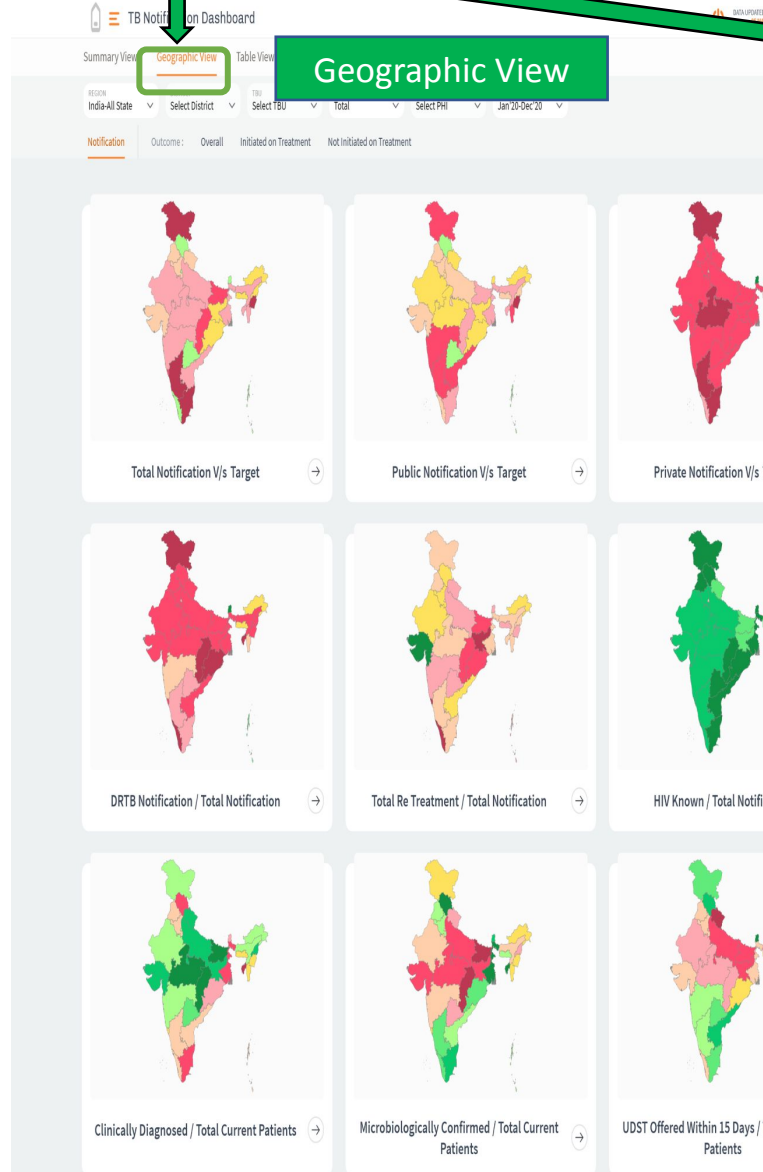 TB Notification Dashboard
DATA UPDATED
Summary View Geographic View Table View
Geographic View
REGION TBU
India-All State Select District Select TBU Total Select PHI Jan'20-Dec'20
Notification Outcome : Overall Initiated on Treatment Not Initiated on Treatment
Total Notification V/s Target
Public Notification V/s Target
Private Notification V/s
DRTB Notification / Total Notification
Total Re Treatment / Total Notification
HIV Known / Total Notifi
Clinically Diagnosed / Total Current Patients
Microbiologically Confirmed / Total Current
Patients
UDST Offered Within 15 Days /
Patients